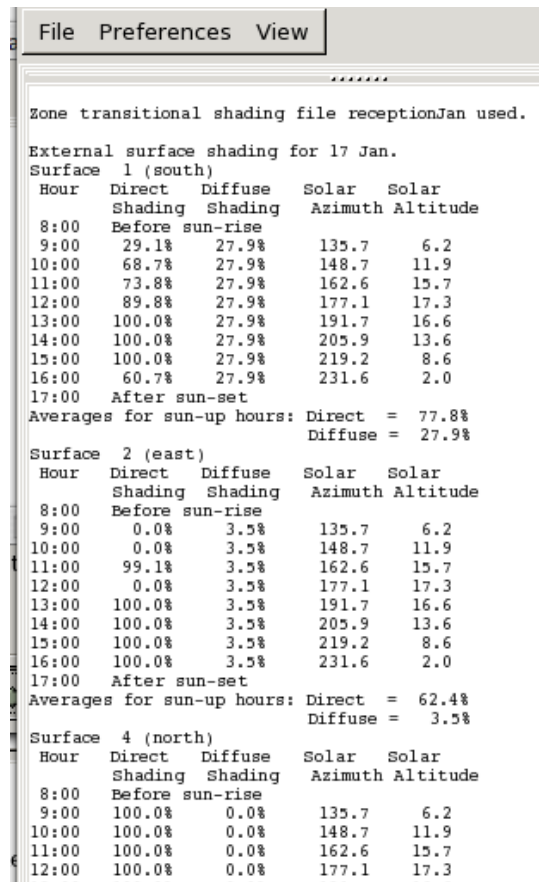 File Preferences View
Zone transitional shading file receptionJan used.
External surface shading for 17 Jan.
Surface 1 (south)
Hour Direct Diffuse Solar Solar
Shading Shading Azimuth Altitude
8:00 Before sun-rise
9:00 29.1% 27.9% 135.7 6.2
10:00 68.7% 27.9% 148.7 11.9
11:00 73.8% 27.9% 162.6 15.7
12:00 89.8% 27.9% 177.1 17.3
13:00 100.0% 27.9% 191.7 16.6
14:00 100.0% 27.9% 205.9 13.6
15:00 100.0% 27.9% 219.2 8.6
16:00 60.7% 27.9% 231.6 2.0
17:00 After sun-set
Averages for sun-up hours: Direct = 77.8%
Diffuse = 27.9%
Surface 2 (east)
Hour Direct Diffuse Solar Solar
Shading Shading Azimuth Altitude
8:00 Before sun-rise
9:00 0.0% 3.5% 135.7 6.2
10:00 0.0% 3.5% 148.7 11.9
11:00 99.1% 3.5% 162.6 15.7
12:00 0.0% 3.5% 177.1 17.3
13:00 100.0% 3.5% 191.7 16.6
14:00 100.0% 3.5% 205.9 13.6
15:00 100.0% 3.5% 219.2 8.6
16:00 100.0% 3.5% 231.6 2.0
17:00 After sun-set
Averages for sun-up hours: Direct = 62.4%
Diffuse = 3.5%
Surface 4 (north)
Hour Direct Diffuse Solar Solar
Shading Shading Azimuth Altitude
8:00 Before sun-rise
9:00 100.0% 0.0% 135.7 6.2
10:00 100.0% 0.0% 148.7 11.9
11:00 100.0% 0.0% 162.6 15.7
12:00 100.0% 0.0% 177.1 17.3